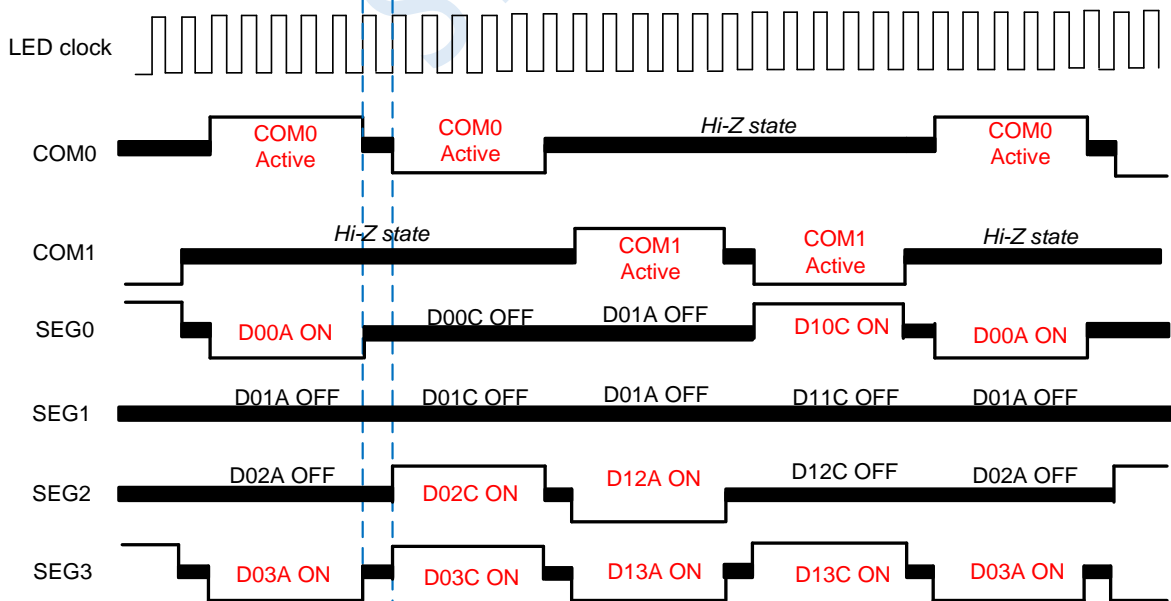 LED clock
COM0
COM0
Active
COM0
Active
Hi-Z state
COM0
Active
COM1
Hi-Z state
COM1
Active
COM1
Active
Hi-Z state
SEG0
D00A ON
D00C OFF
D01A OFF
D10C ON
D00A ON
SEG1
D01A OFF
D01C OFF
D01A OFF
D11C OFF
D01A OFF
SEG2
D02A OFF
D02C ON
D12A ON
D12C OFF
D02A OFF
SEG3
D03A ON
D03C ON
D13A ON
D13C ON
D03A ON